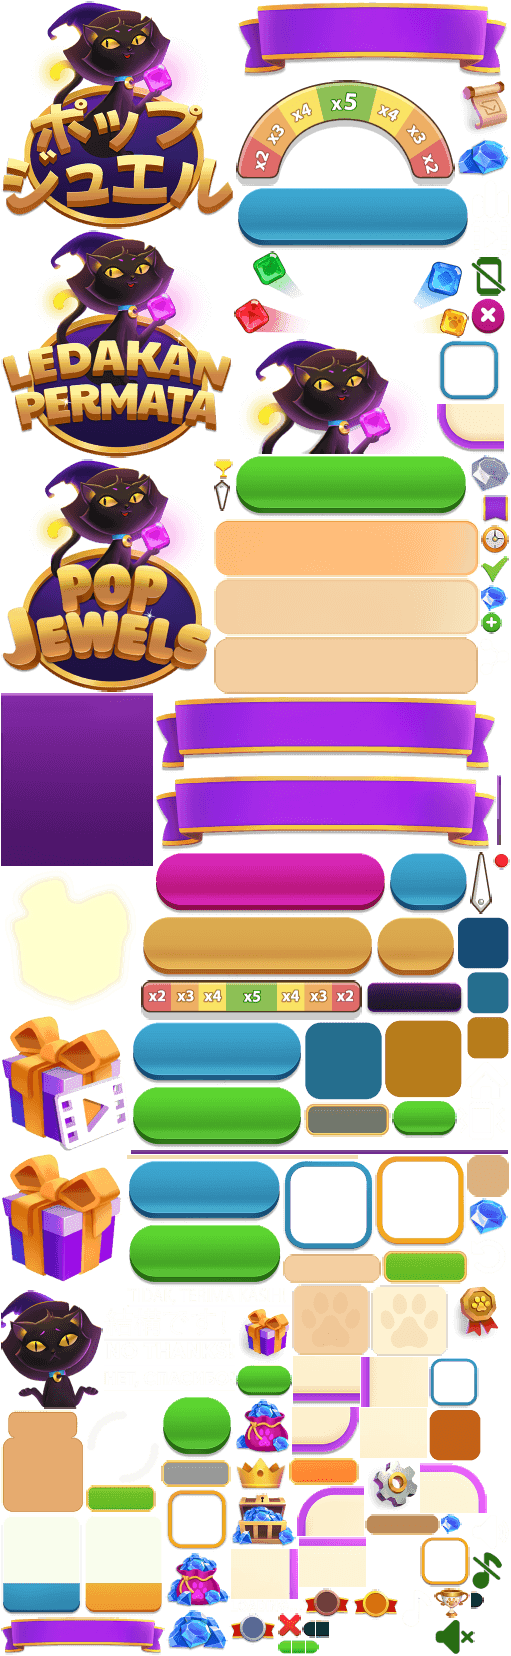 ポップ
ジュエル
x2 x3 x4 x5 x4 x3 x2
LEDAKAN
PERMATA
POP
JEWELS
x2 x3 x4 x5 x4 x3 x2